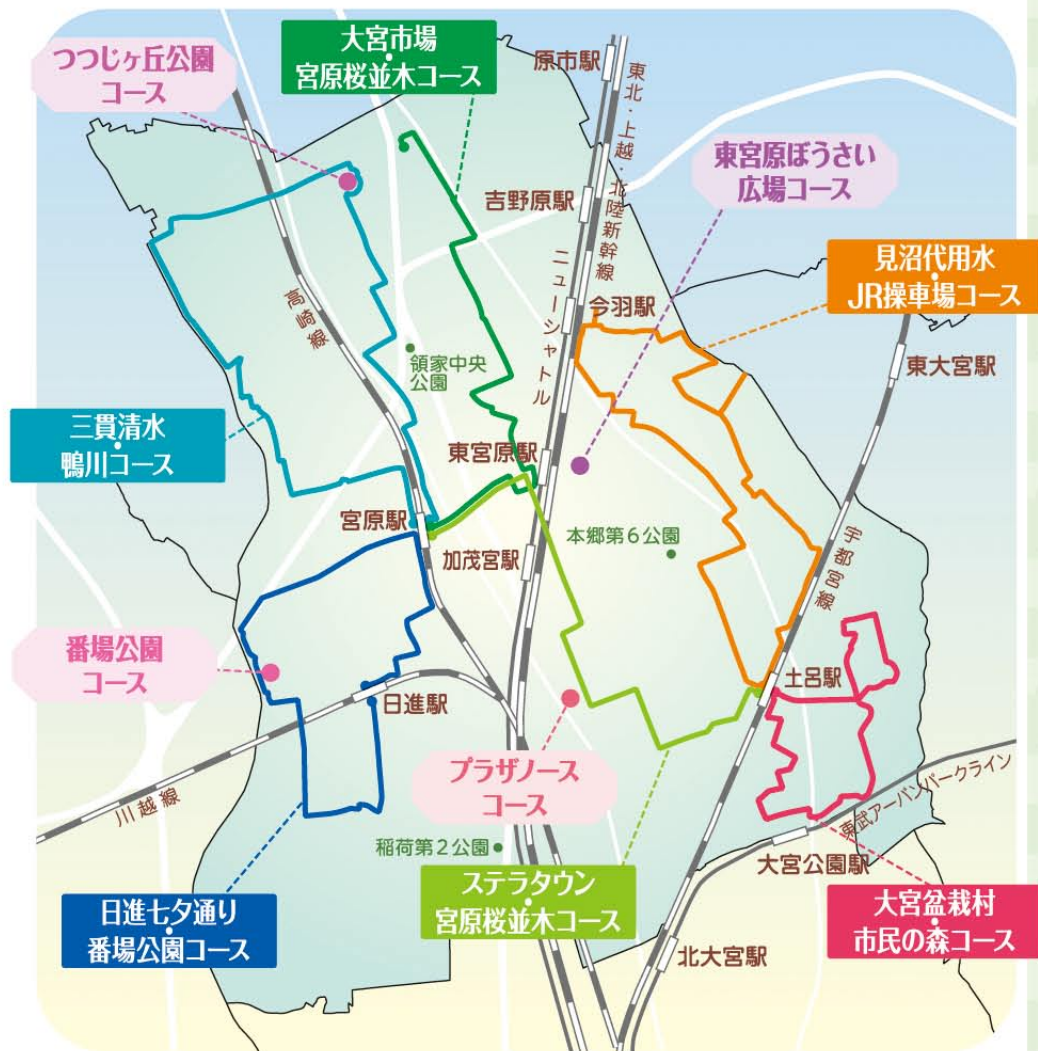 つつじヶ丘公園
コース
大宮市場
・
宮原桜並木コース
原市駅
東北・上越・北陸新幹線
東宮原ぼうさい
広場コース
吉野原駅
ニューシャトル
見沼代用水
・
JR操車場コース
今羽駅
高崎線
領家中央
公園
東大宮駅
三貫清水
・
鴨川コース
東宮原駅
宮原駅
加茂宮駅
本郷第6公園
宇都宮線
番場公園
コース
日進駅
土呂駅
プラザノース
コース
川越線
東武アーバンパークライン
稲荷第2公園
大宮公園駅
日進七夕通り
・
番場公園コース
ステラタウン
・
宮原桜並木コース
大宮盆栽村
・
市民の森コース
北大宮駅